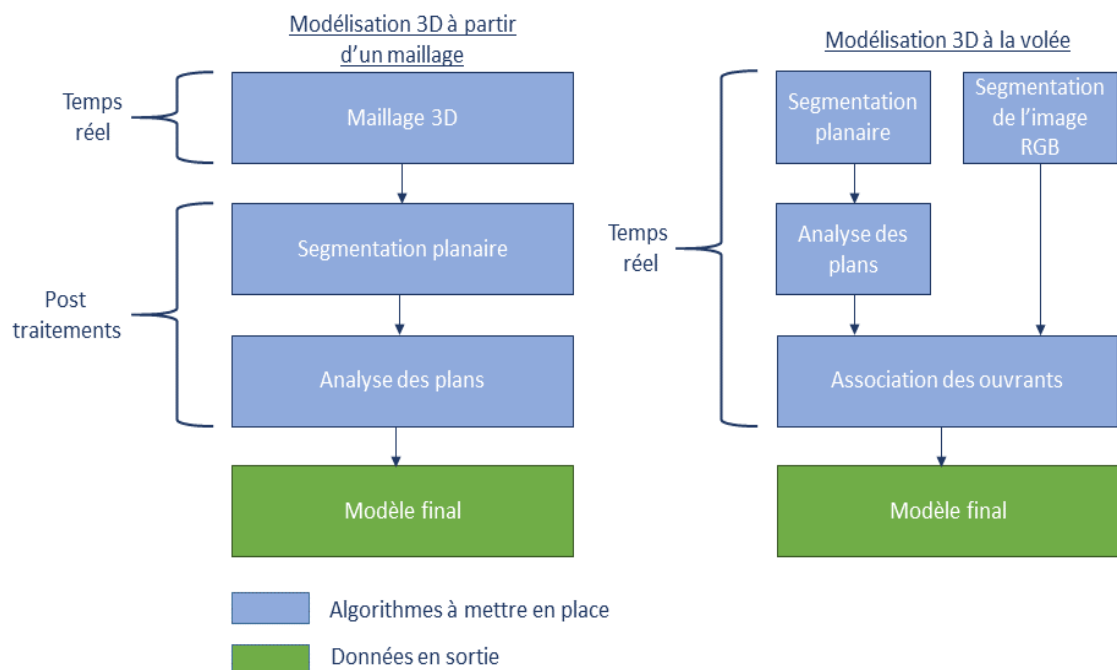 Modélisation 3D à partir
d'un maillage
Temps
réel
Maillage 3D
Segmentation planaire
Post
traitements
Analyse des plans
Modèle final
Modélisation 3D à la volée
Segmentation
planaire
Segmentation
de l'image
RGB
Temps
réel
Analyse des
plans
Association des ouvrants
Modèle final
Algorithmes à mettre en place
Données en sortie